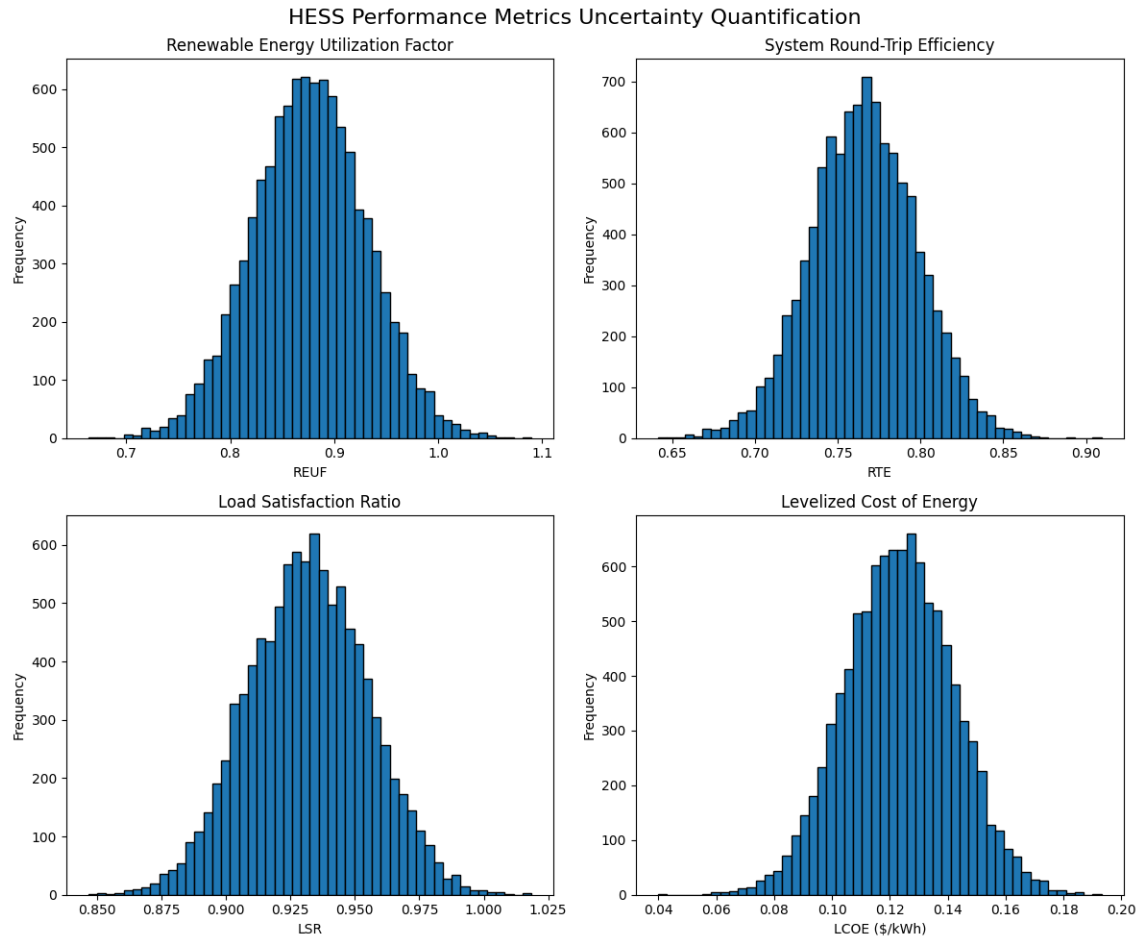 HESS Performance Metrics Uncertainty Quantification
Renewable Energy Utilization Factor
Frequency
600
500
400
300
200
100
0
0.7 0.8 0.9 1.0 1.1
REUF
System Round-Trip Efficiency
Frequency
700
600
500
400
300
200
100
0
0.65 0.70 0.75 0.80 0.85 0.90
RTE
Load Satisfaction Ratio
Frequency
600
500
400
300
200
100
0
0.850 0.875 0.900 0.925 0.950 0.975 1.000 1.025
LSR
Levelized Cost of Energy
Frequency
600
500
400
300
200
100
0
0.04 0.06 0.08 0.10 0.12 0.14 0.16 0.18 0.20
LCOE ($/kWh)